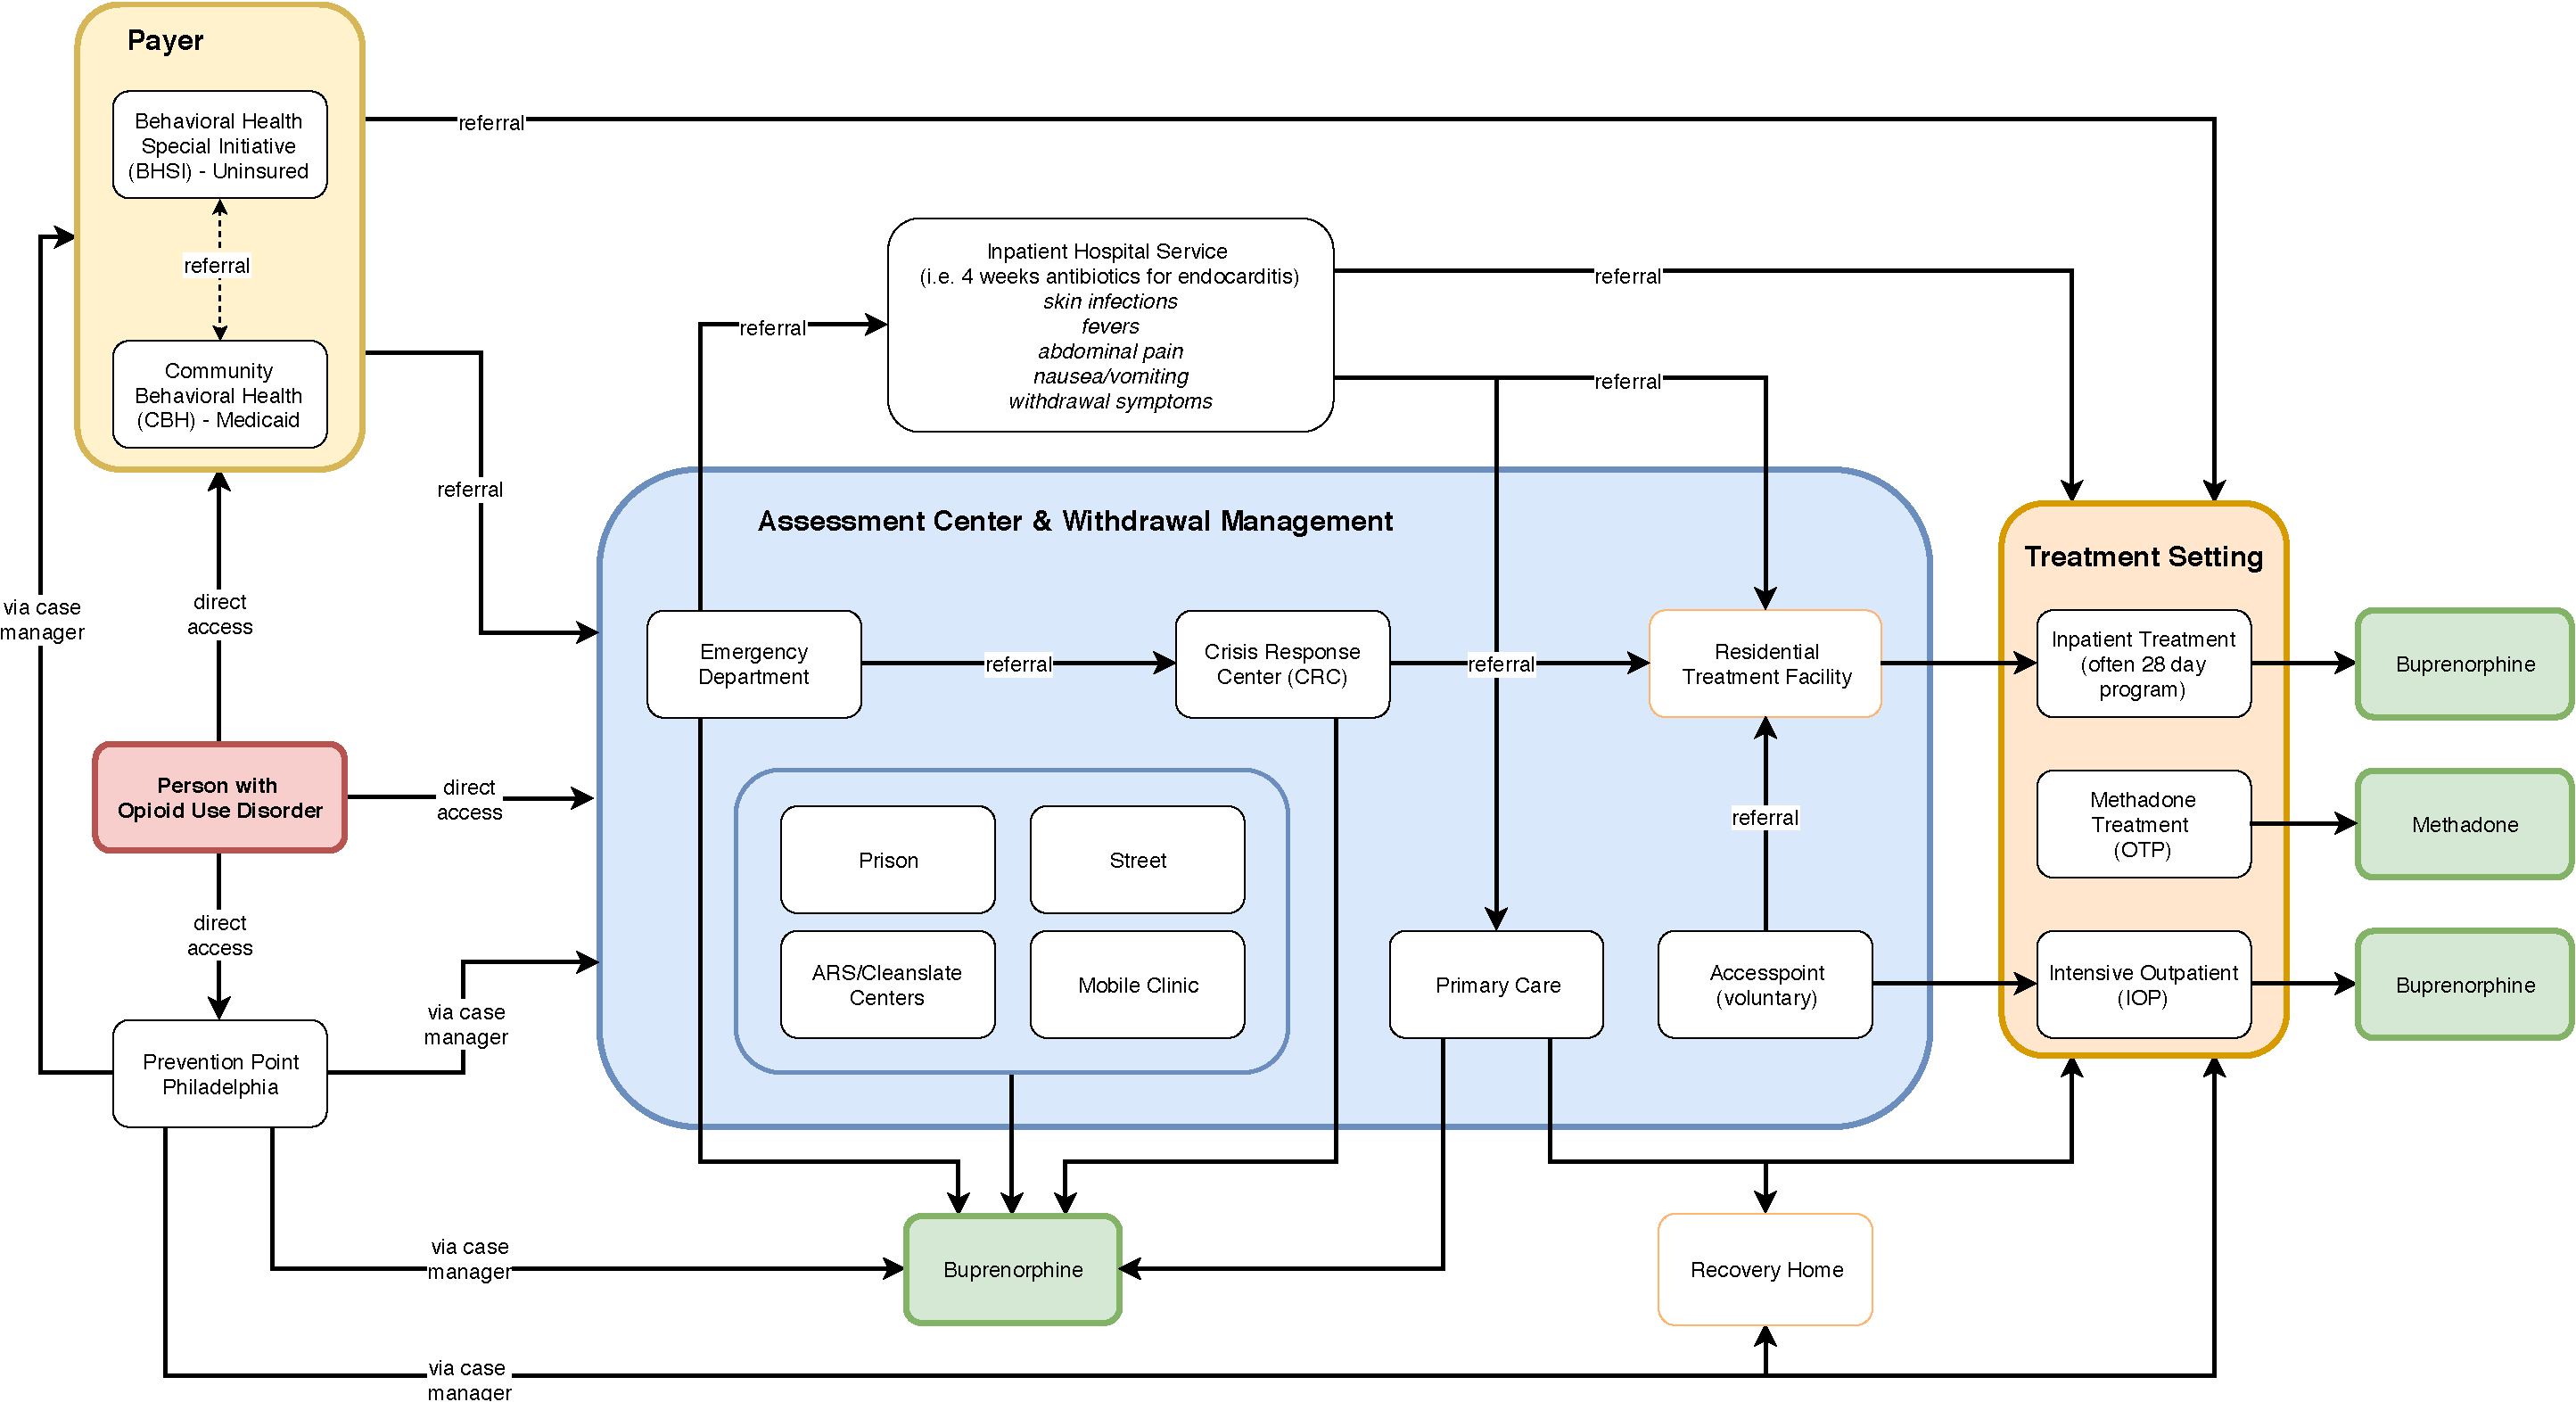 Payer
Behavioral Health
Special Initiative
(BHSI) - Uninsured
referral
Community
Behavioral Health
(CBH) - Medicaid
referral
referral
via case
manager
direct
access
Person with
Opioid Use Disorder
direct
access
direct
access
Prevention Point
Philadelphia
via case
manager
via case
manager
via case
manager
Inpatient Hospital Service
(i.e. 4 weeks antibiotics for endocarditis)
skin infections
fevers
abdominal pain
nausea/vomiting
withdrawal symptoms
referral
referral
referral
Assessment Center & Withdrawal Management
Emergency
Department
referral
Crisis Response
Center (CRC)
referral
Residential
Treatment Facility
Prison
Street
ARS/Cleanslate
Centers
Mobile Clinic
Primary Care
referral
Accesspoint
(voluntary)
Buprenorphine
Recovery Home
Treatment Setting
Inpatient Treatment
(often 28 day
program)
Methadone
Treatment
(OTP)
Intensive Outpatient
(IOP)
Buprenorphine
Methadone
Buprenorphine